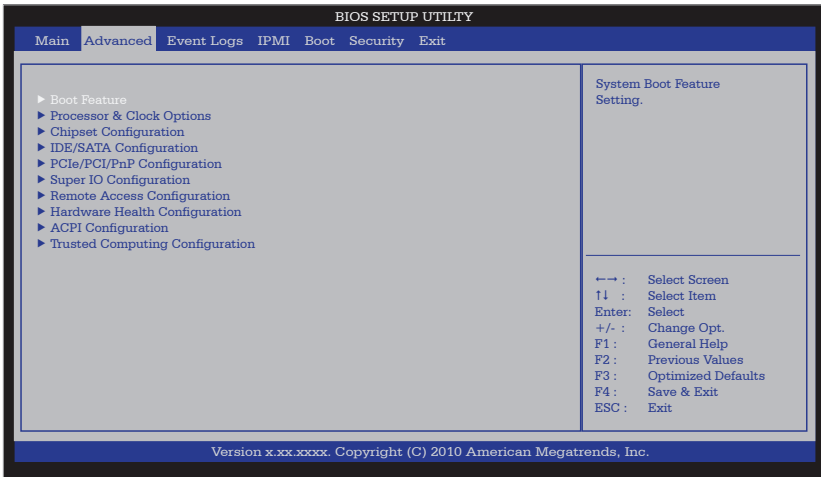 BIOS SETUP UTILTY
Main Advanced Event Logs IPMI Boot Security Exit
▶ Boot Feature
▶ Processor & Clock Options
▶ Chipset Configuration
▶ IDE/SATA Configuration
▶ PCIe/PCI/PnP Configuration
▶ Super IO Configuration
▶ Remote Access Configuration
▶ Hardware Health Configuration
▶ ACPI Configuration
▶ Trusted Computing Configuration
System Boot Feature
Setting.
←→ : Select Screen
↑↓ : Select Item
Enter: Select
+/- : Change Opt.
F1 : General Help
F2 : Previous Values
F3 : Optimized Defaults
F4 : Save & Exit
ESC : Exit
Version x.xx.xxxx. Copyright (C) 2010 American Megatrends, Inc.